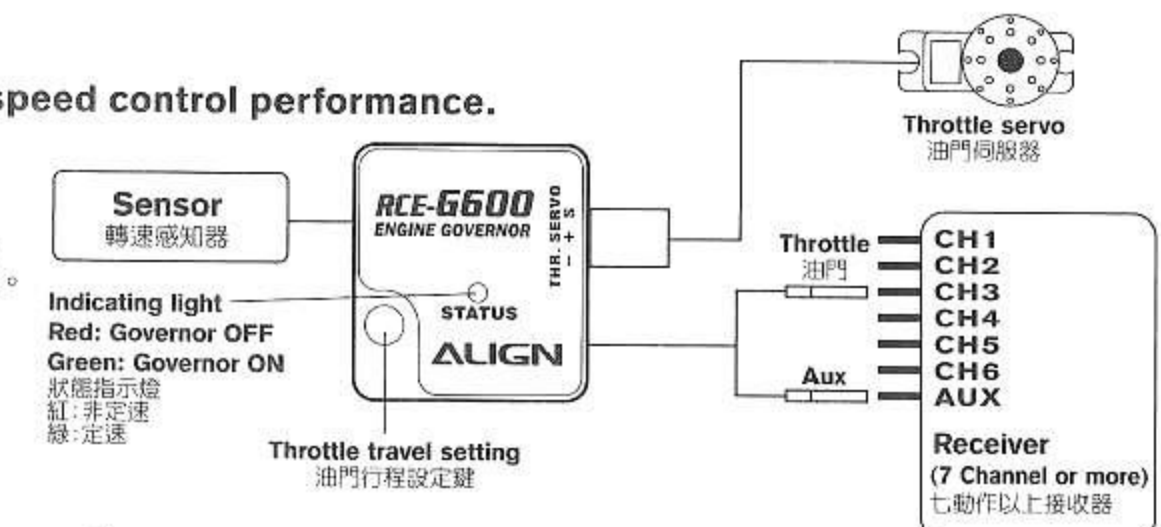 speed control performance.
Sensor
轉速感知器
。
Indicating light
Red: Governor OFF
Green: Governor ON
狀態指示燈
紅:非定速
綠:定速
RCE-G600
ENGINE GOVERNOR
THR. SERVO
− + S
STATUS
ALIGN
Throttle travel setting
油門行程設定鍵
Throttle servo
油門伺服器
Throttle
油門
Aux
CH1
CH2
CH3
CH4
CH5
CH6
AUX
Receiver
(7 Channel or more)
七動作以上接收器